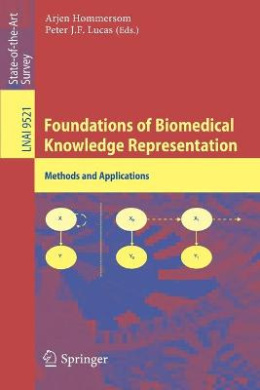 Arjen Hommersom
Peter J.F. Lucas (Eds.)
State-of-the-Art
Survey
LNAI 9521
Foundations of Biomedical
Knowledge Representation
Methods and Applications
Springer